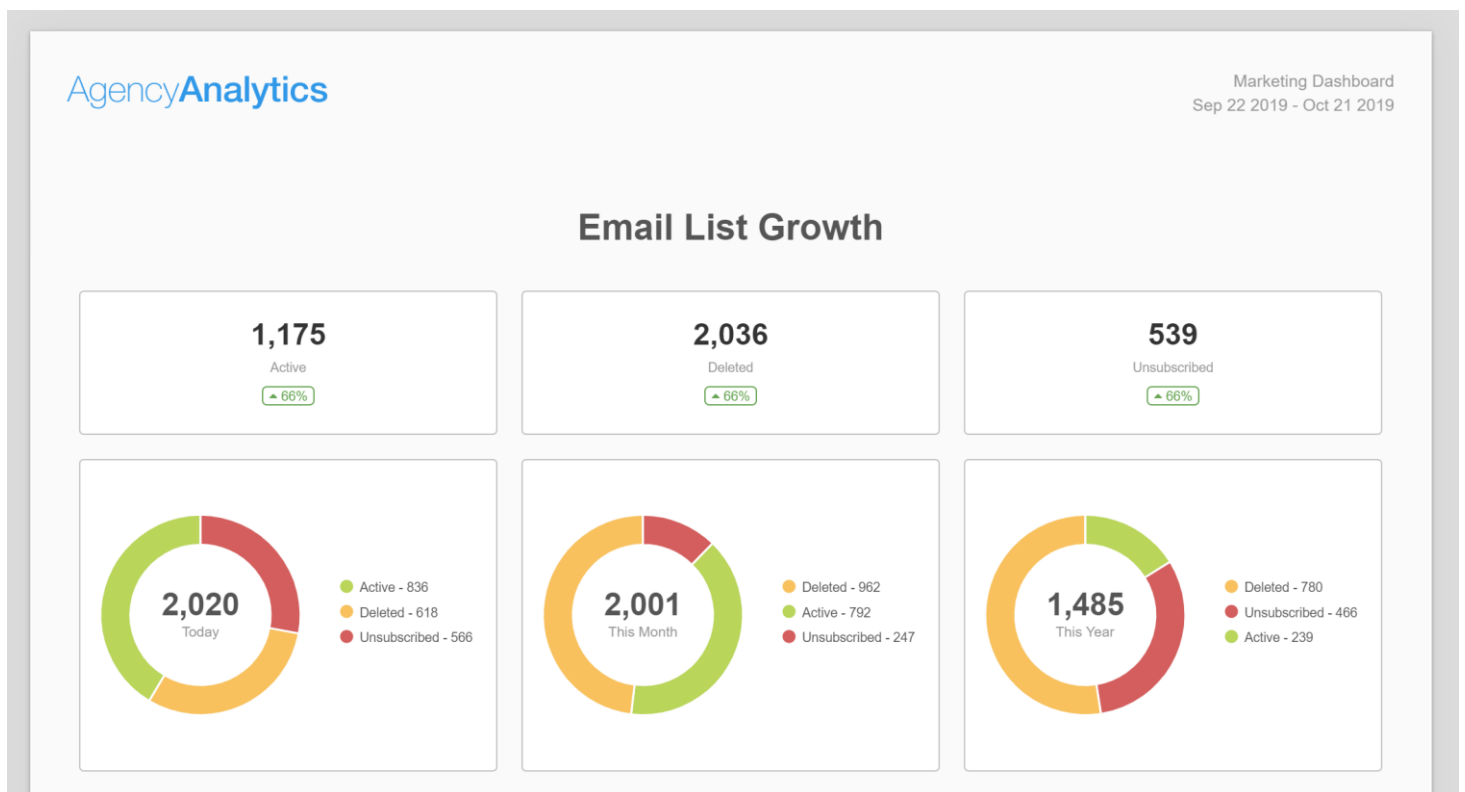 AgencyAnalytics
Marketing Dashboard
Sep 22 2019 - Oct 21 2019
Email List Growth
1,175
Active
66%
2,036
Deleted
66%
539
Unsubscribed
66%
2,020
Today
Active - 836
Deleted - 618
Unsubscribed - 566
2,001
This Month
Deleted - 962
Active - 792
Unsubscribed - 247
1,485
This Year
Deleted - 780
Unsubscribed - 466
Active - 239